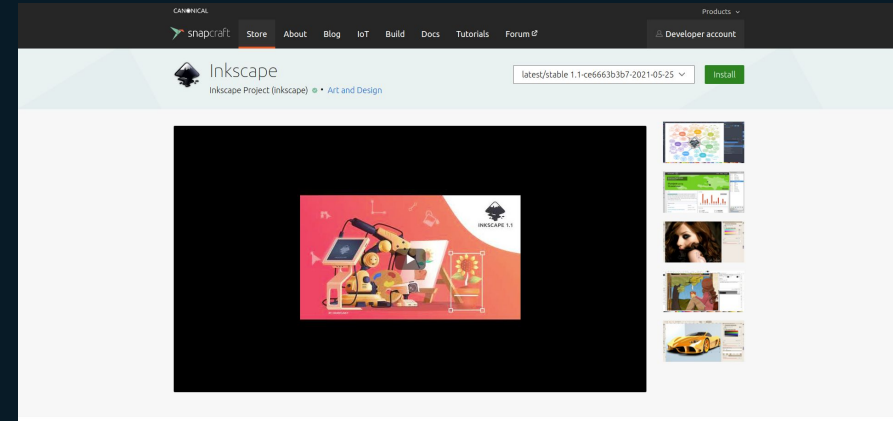 CANONICAL
Products
snapcraft Store About Blog IoT Build Docs Tutorials Forum Developer account
Inkscape
Inkscape Project (inkscape) • Art and Design
latest/stable 1.1-ce6663b3b7-2021-05-25
Install
INKSCAPE 1.1